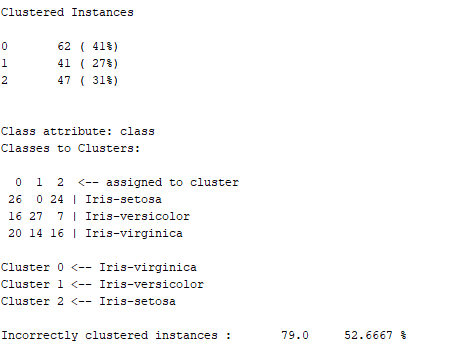 Clustered Instances
0       62 ( 41%)
1       41 ( 27%)
2       47 ( 31%)
Class attribute: class
Classes to Clusters:
  0  1  2  <-- assigned to cluster
 26  0 24 | Iris-setosa
 16 27  7 | Iris-versicolor
 20 14 16 | Iris-virginica
Cluster 0 <-- Iris-virginica
Cluster 1 <-- Iris-versicolor
Cluster 2 <-- Iris-setosa
Incorrectly clustered instances :       79.0     52.6667 %